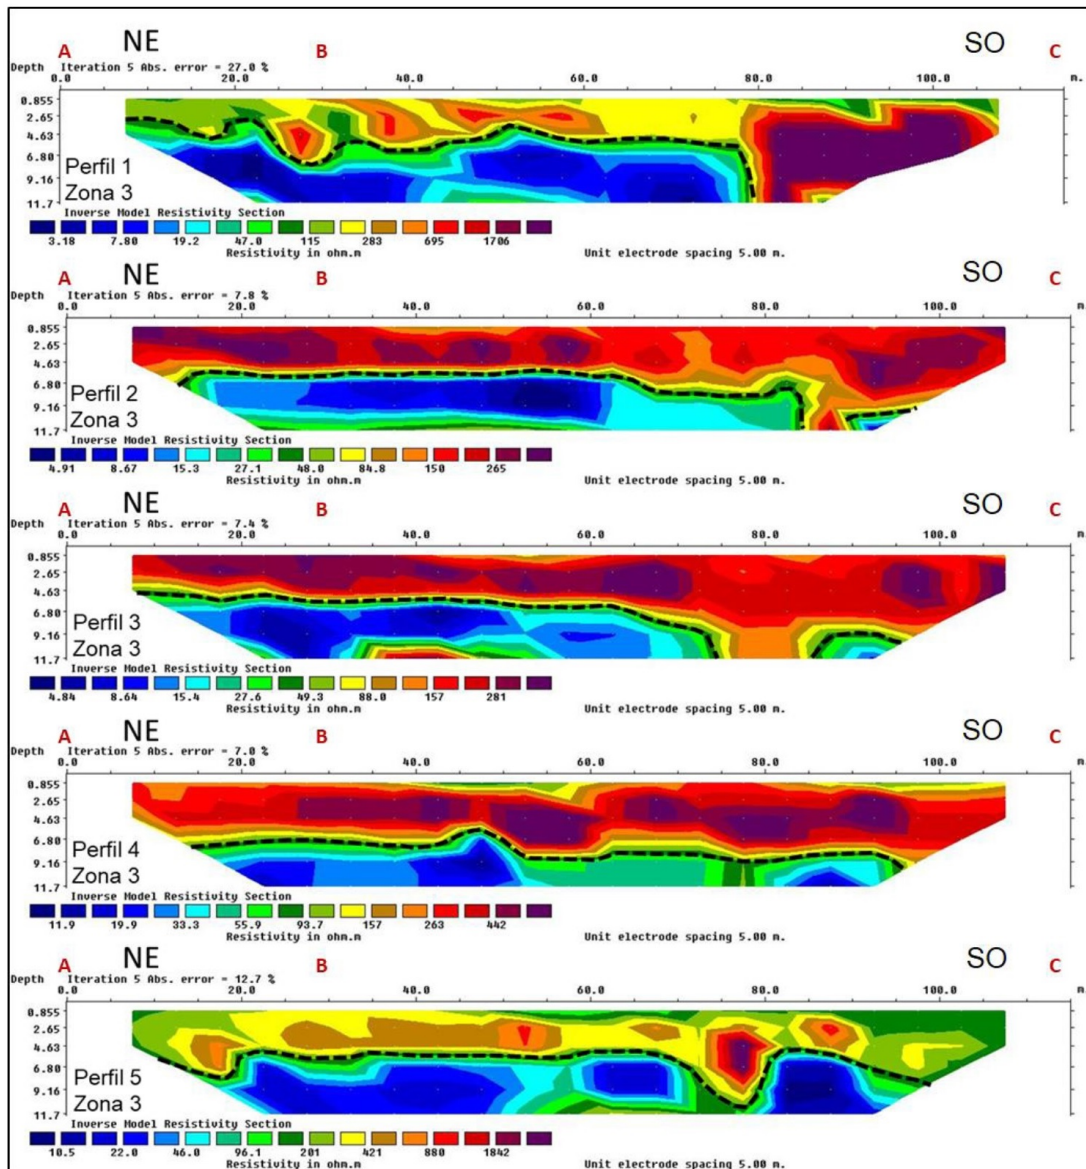 NE SO
A B C
Depth Iteration 5 Abs. error = 27.0 %
0.0 20.0 40.0 60.0 80.0 100.0 m.
0.855
2.65
4.63
6.80
9.16
11.7
Perfil 1
Zona 3
Inverse Model Resistivity Section
3.18 7.80 19.2 47.0 115 283 695 1706
Resistivity in ohm.m Unit electrode spacing 5.00 m.
NE SO
A B C
Depth Iteration 5 Abs. error = 7.8 %
0.0 20.0 40.0 60.0 80.0 100.0 m.
0.855
2.65
4.63
6.80
9.16
11.7
Perfil 2
Zona 3
Inverse Model Resistivity Section
4.91 8.67 15.3 27.1 48.0 84.8 150 265
Resistivity in ohm.m Unit electrode spacing 5.00 m.
NE SO
A B C
Depth Iteration 5 Abs. error = 7.4 %
0.0 20.0 40.0 60.0 80.0 100.0 m.
0.855
2.65
4.63
6.80
9.16
11.7
Perfil 3
Zona 3
Inverse Model Resistivity Section
4.84 8.64 15.4 27.6 49.3 88.0 157 281
Resistivity in ohm.m Unit electrode spacing 5.00 m.
NE SO
A B C
Depth Iteration 5 Abs. error = 7.0 %
0.0 20.0 40.0 60.0 80.0 100.0 m.
0.855
2.65
4.63
6.80
9.16
11.7
Perfil 4
Zona 3
Inverse Model Resistivity Section
11.9 19.9 33.3 55.9 93.7 157 263 442
Resistivity in ohm.m Unit electrode spacing 5.00 m.
NE SO
A B C
Depth Iteration 5 Abs. error = 12.7 %
0.0 20.0 40.0 60.0 80.0 100.0 m.
0.855
2.65
4.63
6.80
9.16
11.7
Perfil 5
Zona 3
Inverse Model Resistivity Section
10.5 22.0 46.0 96.1 201 421 880 1842
Resistivity in ohm.m Unit electrode spacing 5.00 m.